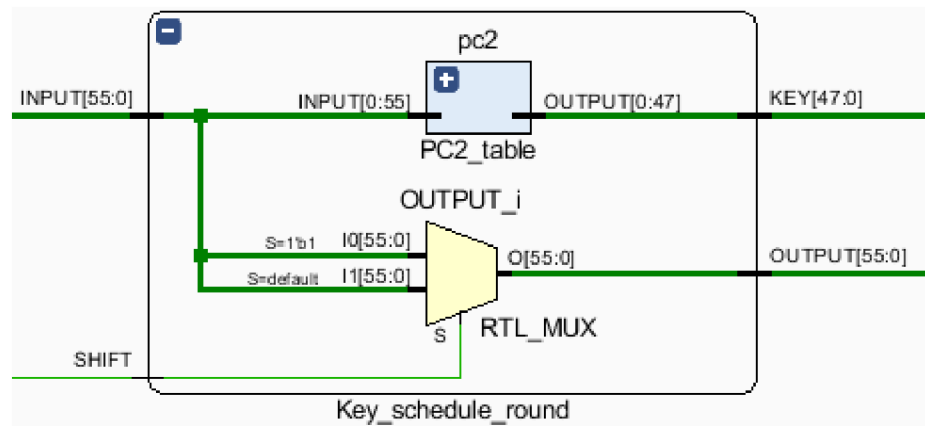 pc2
INPUT[55:0]
INPUT[0:55]
OUTPUT[0:47]
KEY[47:0]
PC2_table
OUTPUT_i
S=1'b1
I0[55:0]
S=default
I1[55:0]
O[55:0]
OUTPUT[55:0]
S
RTL_MUX
SHIFT
Key_schedule_round